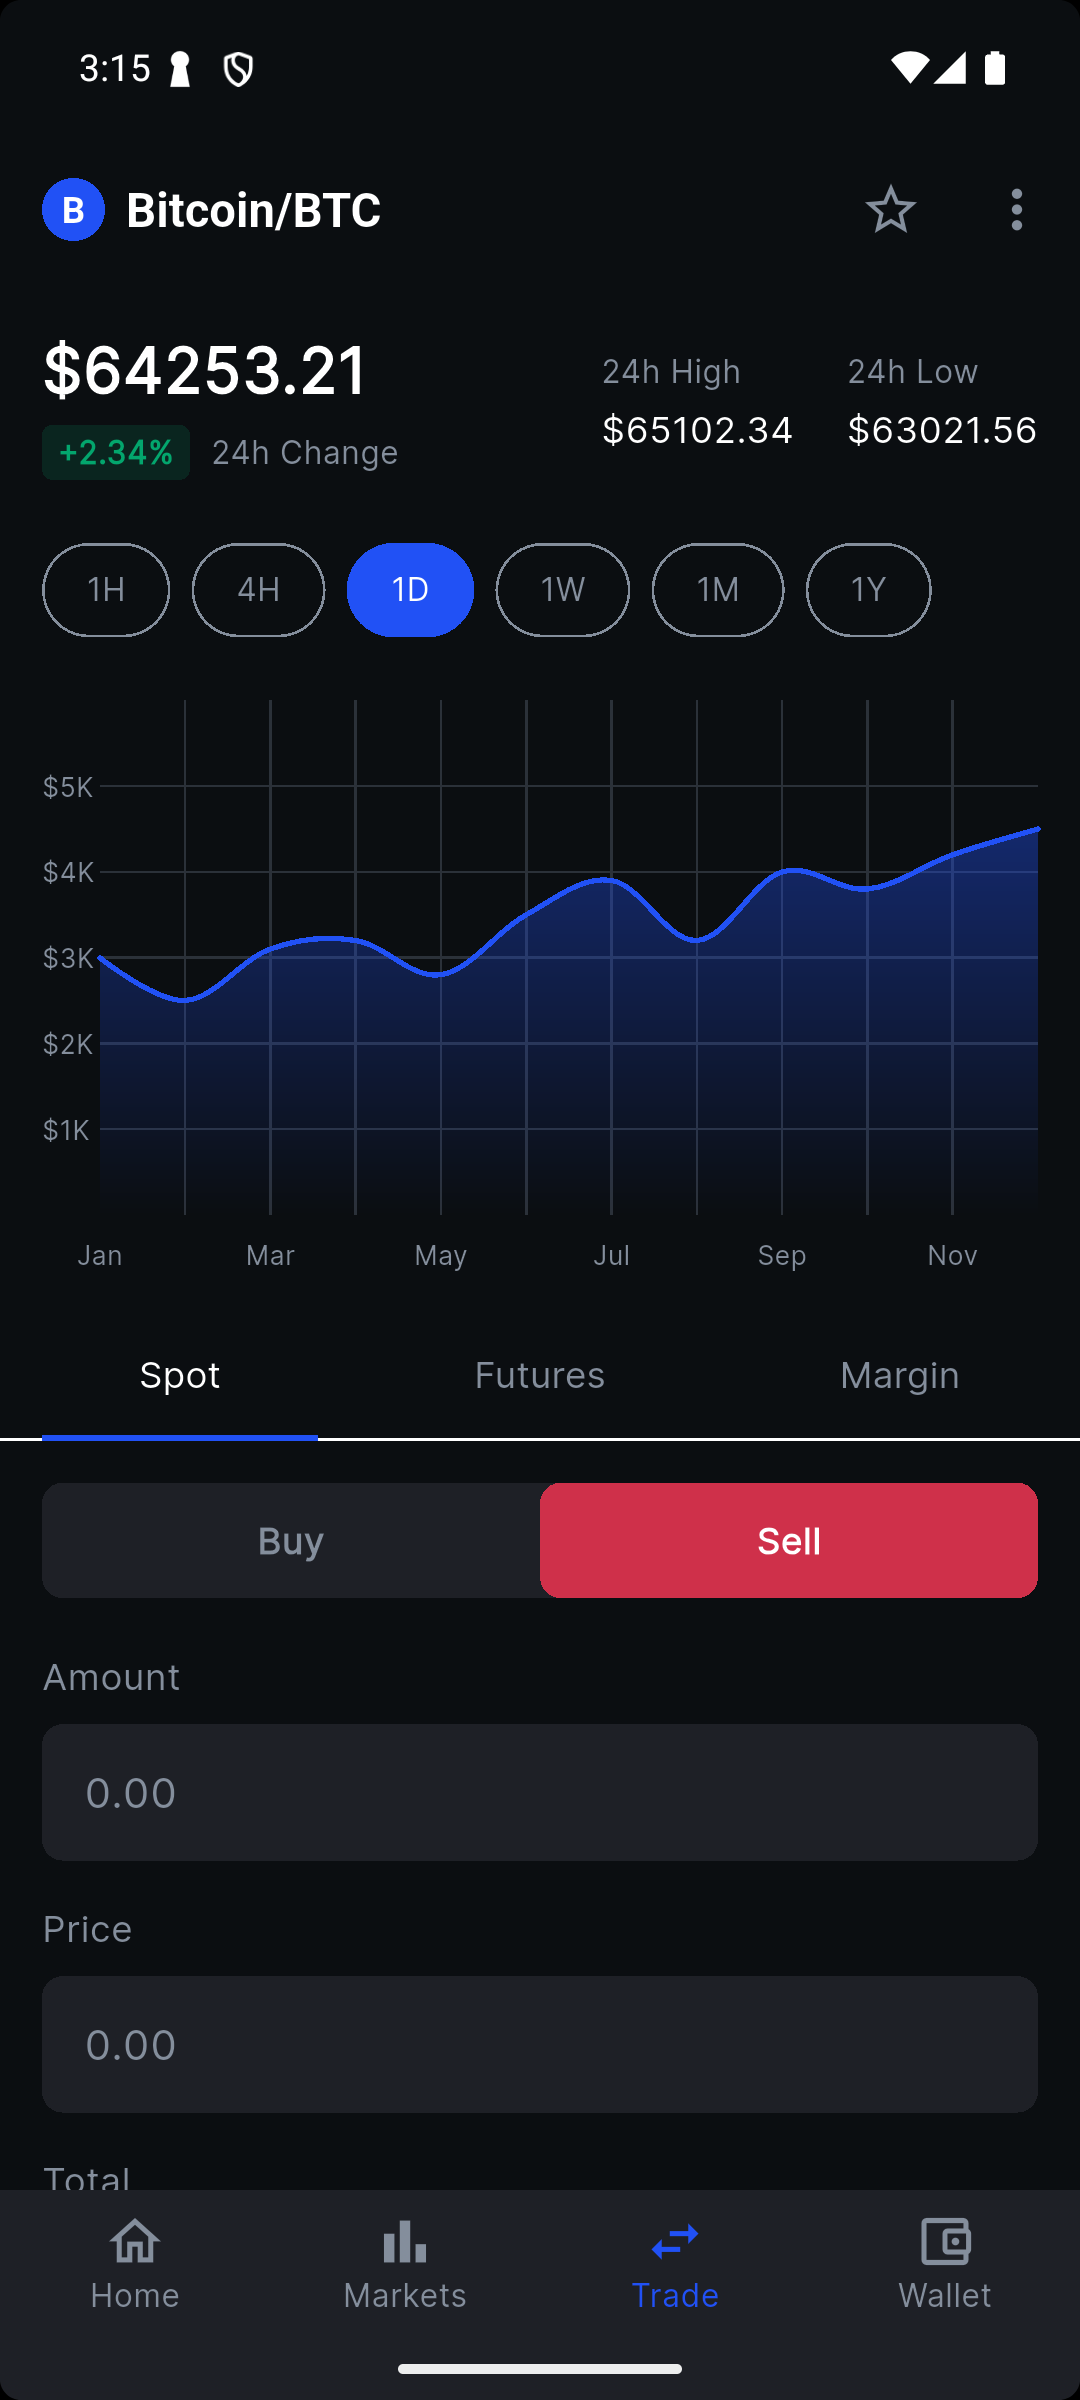 3:15
B Bitcoin/BTC
$64253.21
+2.34% 24h Change
24h High 24h Low
$65102.34 $63021.56
1H 4H 1D 1W 1M 1Y
$5K
$4K
$3K
$2K
$1K
Jan Mar May Jul Sep Nov
Spot Futures Margin
Buy Sell
Amount
0.00
Price
0.00
Total
Home Markets Trade Wallet